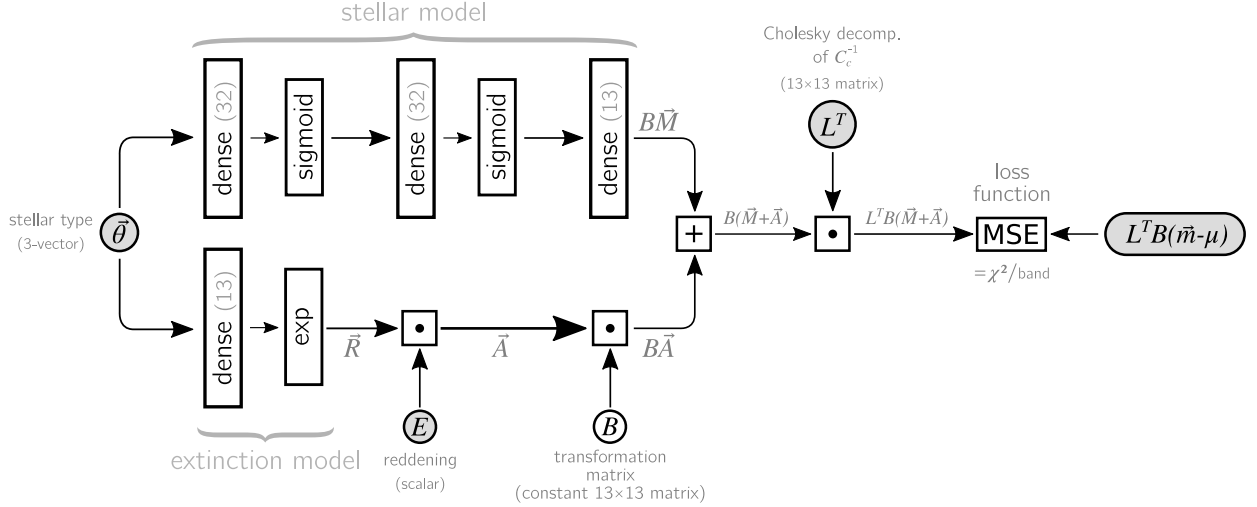 stellar model
dense (32)
sigmoid
dense (32)
sigmoid
dense (13)
BM⃗
Cholesky decomp.
of C_c^{-1}
(13×13 matrix)
L^T
stellar type
(3-vector)
θ⃗
+
B(M⃗+A⃗)
•
L^T B(M⃗+A⃗)
loss
function
MSE
=χ²/band
L^T B(m⃗-μ)
dense (13)
exp
R⃗
•
A⃗
•
BA⃗
extinction model
E
reddening
(scalar)
B
transformation
matrix
(constant 13×13 matrix)